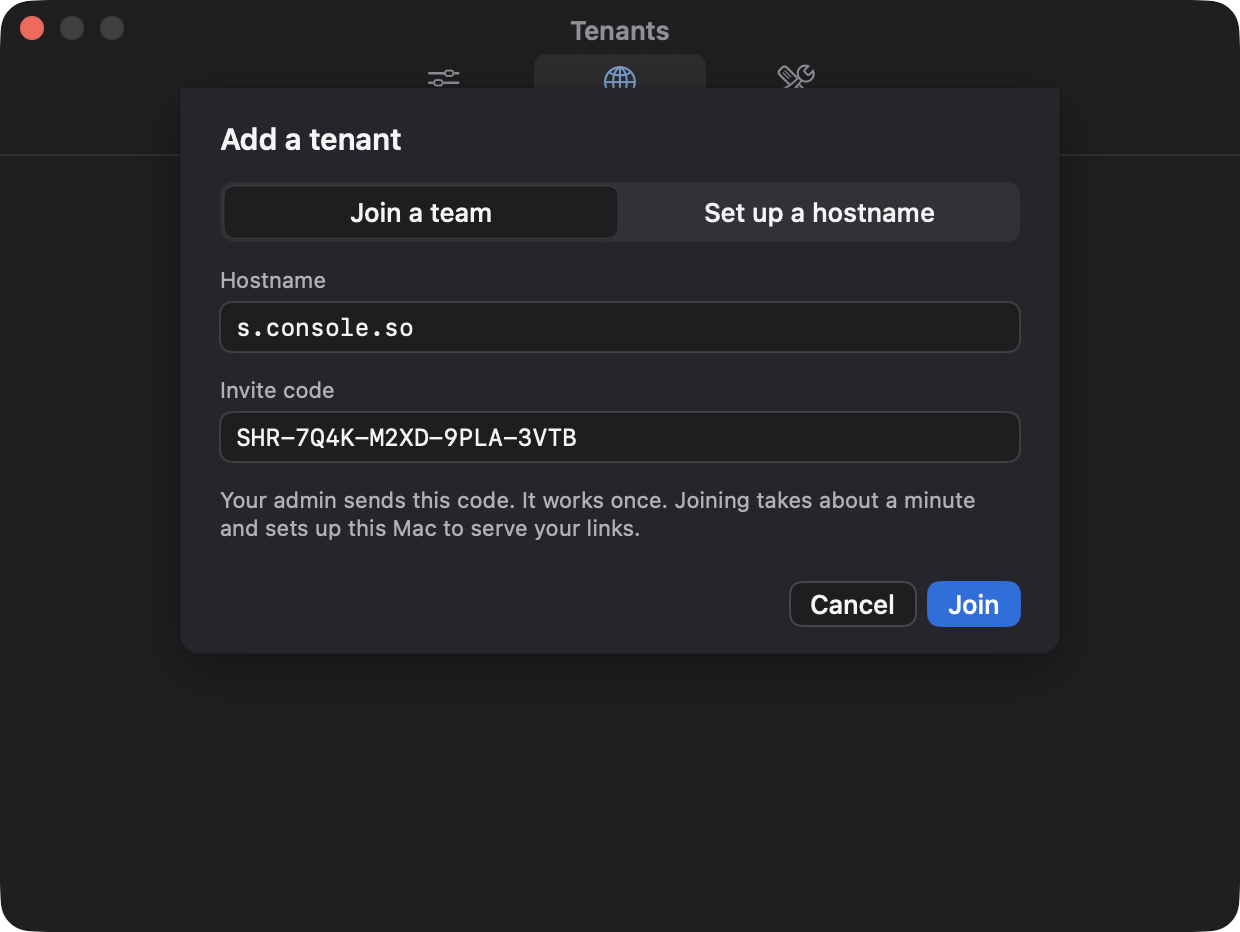 Tenants
Add a tenant
Join a team
Set up a hostname
Hostname
s.console.so
Invite code
SHR–7Q4K–M2XD–9PLA–3VTB
Your admin sends this code. It works once. Joining takes about a minute
and sets up this Mac to serve your links.
Cancel
Join